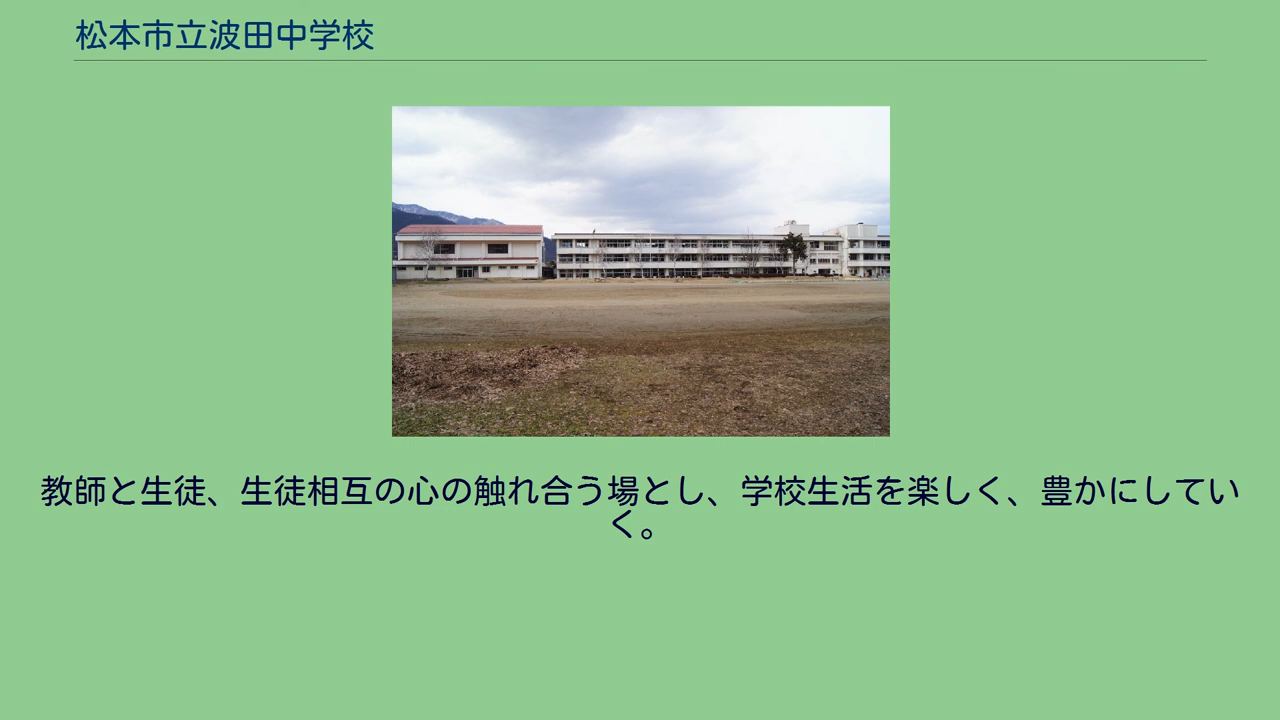 松本市立波田中学校
教師と生徒、生徒相互の心の触れ合う場とし、学校生活を楽しく、豊かにしてい
く。